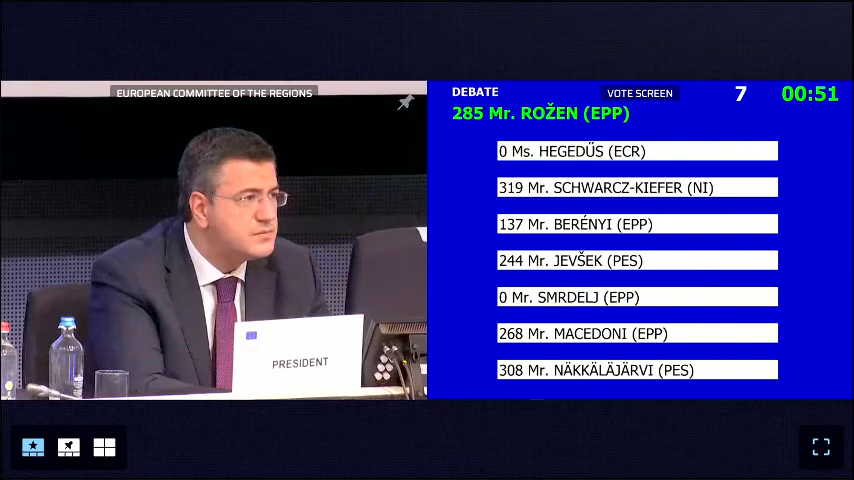 EUROPEAN COMMITTEE OF THE REGIONS
PRESIDENT
DEBATE
VOTE SCREEN
7
00:51
285 Mr. ROŽEN (EPP)
0 Ms. HEGEDŰS (ECR)
319 Mr. SCHWARCZ-KIEFER (NI)
137 Mr. BERÉNYI (EPP)
244 Mr. JEVŠEK (PES)
0 Mr. SMRDELJ (EPP)
268 Mr. MACEDONI (EPP)
308 Mr. NÄKKÄLÄJÄRVI (PES)